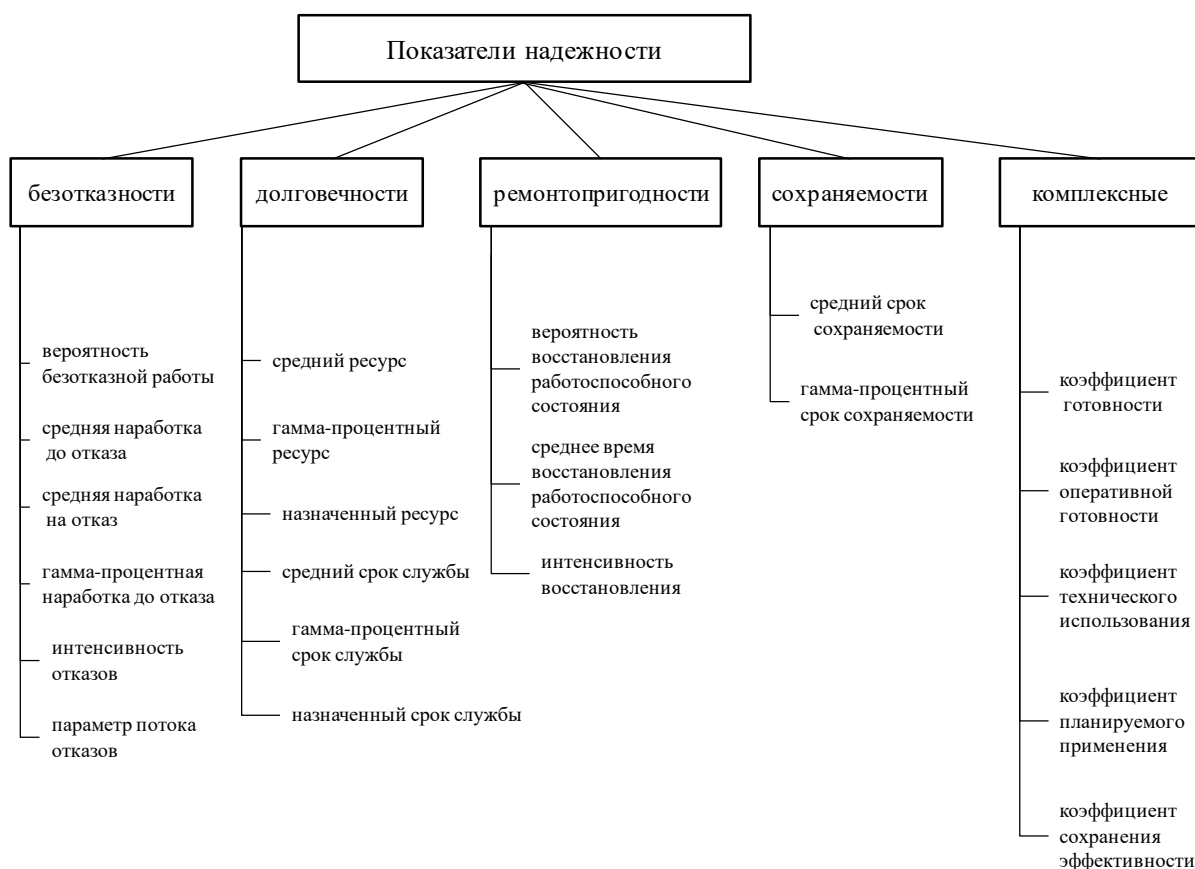 Показатели надежности
безотказности
вероятность
безотказной работы
средняя наработка
до отказа
средняя наработка
на отказ
гамма-процентная
наработка до отказа
интенсивность
отказов
параметр потока
отказов
долговечности
средний ресурс
гамма-процентный
ресурс
назначенный ресурс
средний срок службы
гамма-процентный
срок службы
назначенный срок службы
ремонтопригодности
вероятность
восстановления
работоспособного
состояния
среднее время
восстановления
работоспособного
состояния
интенсивность
восстановления
сохраняемости
средний срок
сохраняемости
гамма-процентный
срок сохраняемости
комплексные
коэффициент
готовности
коэффициент
оперативной
готовности
коэффициент
технического
использования
коэффициент
планируемого
применения
коэффициент
сохранения
эффективности